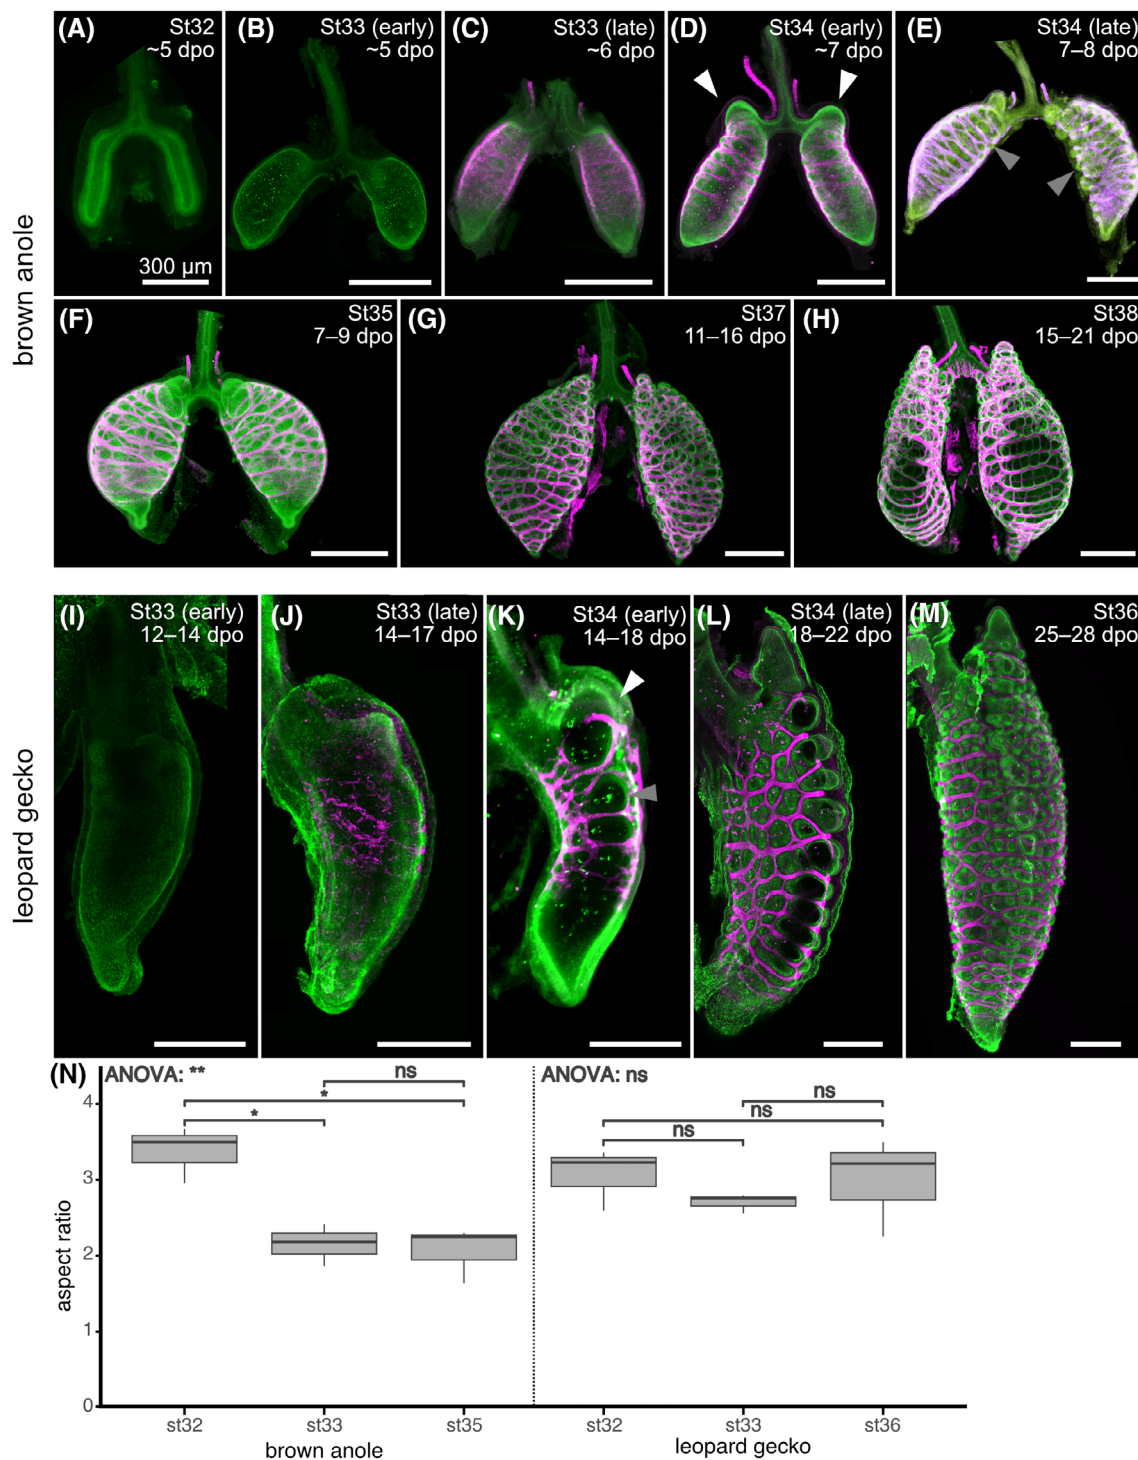 (A)
St32
~5 dpo
300 µm
(B)
St33 (early)
~5 dpo
(C)
St33 (late)
~6 dpo
(D)
St34 (early)
~7 dpo
(E)
St34 (late)
7–8 dpo
brown anole
(F)
St35
7–9 dpo
(G)
St37
11–16 dpo
(H)
St38
15–21 dpo
(I)
St33 (early)
12–14 dpo
(J)
St33 (late)
14–17 dpo
(K)
St34 (early)
14–18 dpo
(L)
St34 (late)
18–22 dpo
(M)
St36
25–28 dpo
leopard gecko
(N)
ANOVA: **
ns
*
*
ANOVA: ns
ns
ns
ns
aspect ratio
4
3
2
1
0
st32
st33
st35
st32
st33
st36
brown anole
leopard gecko